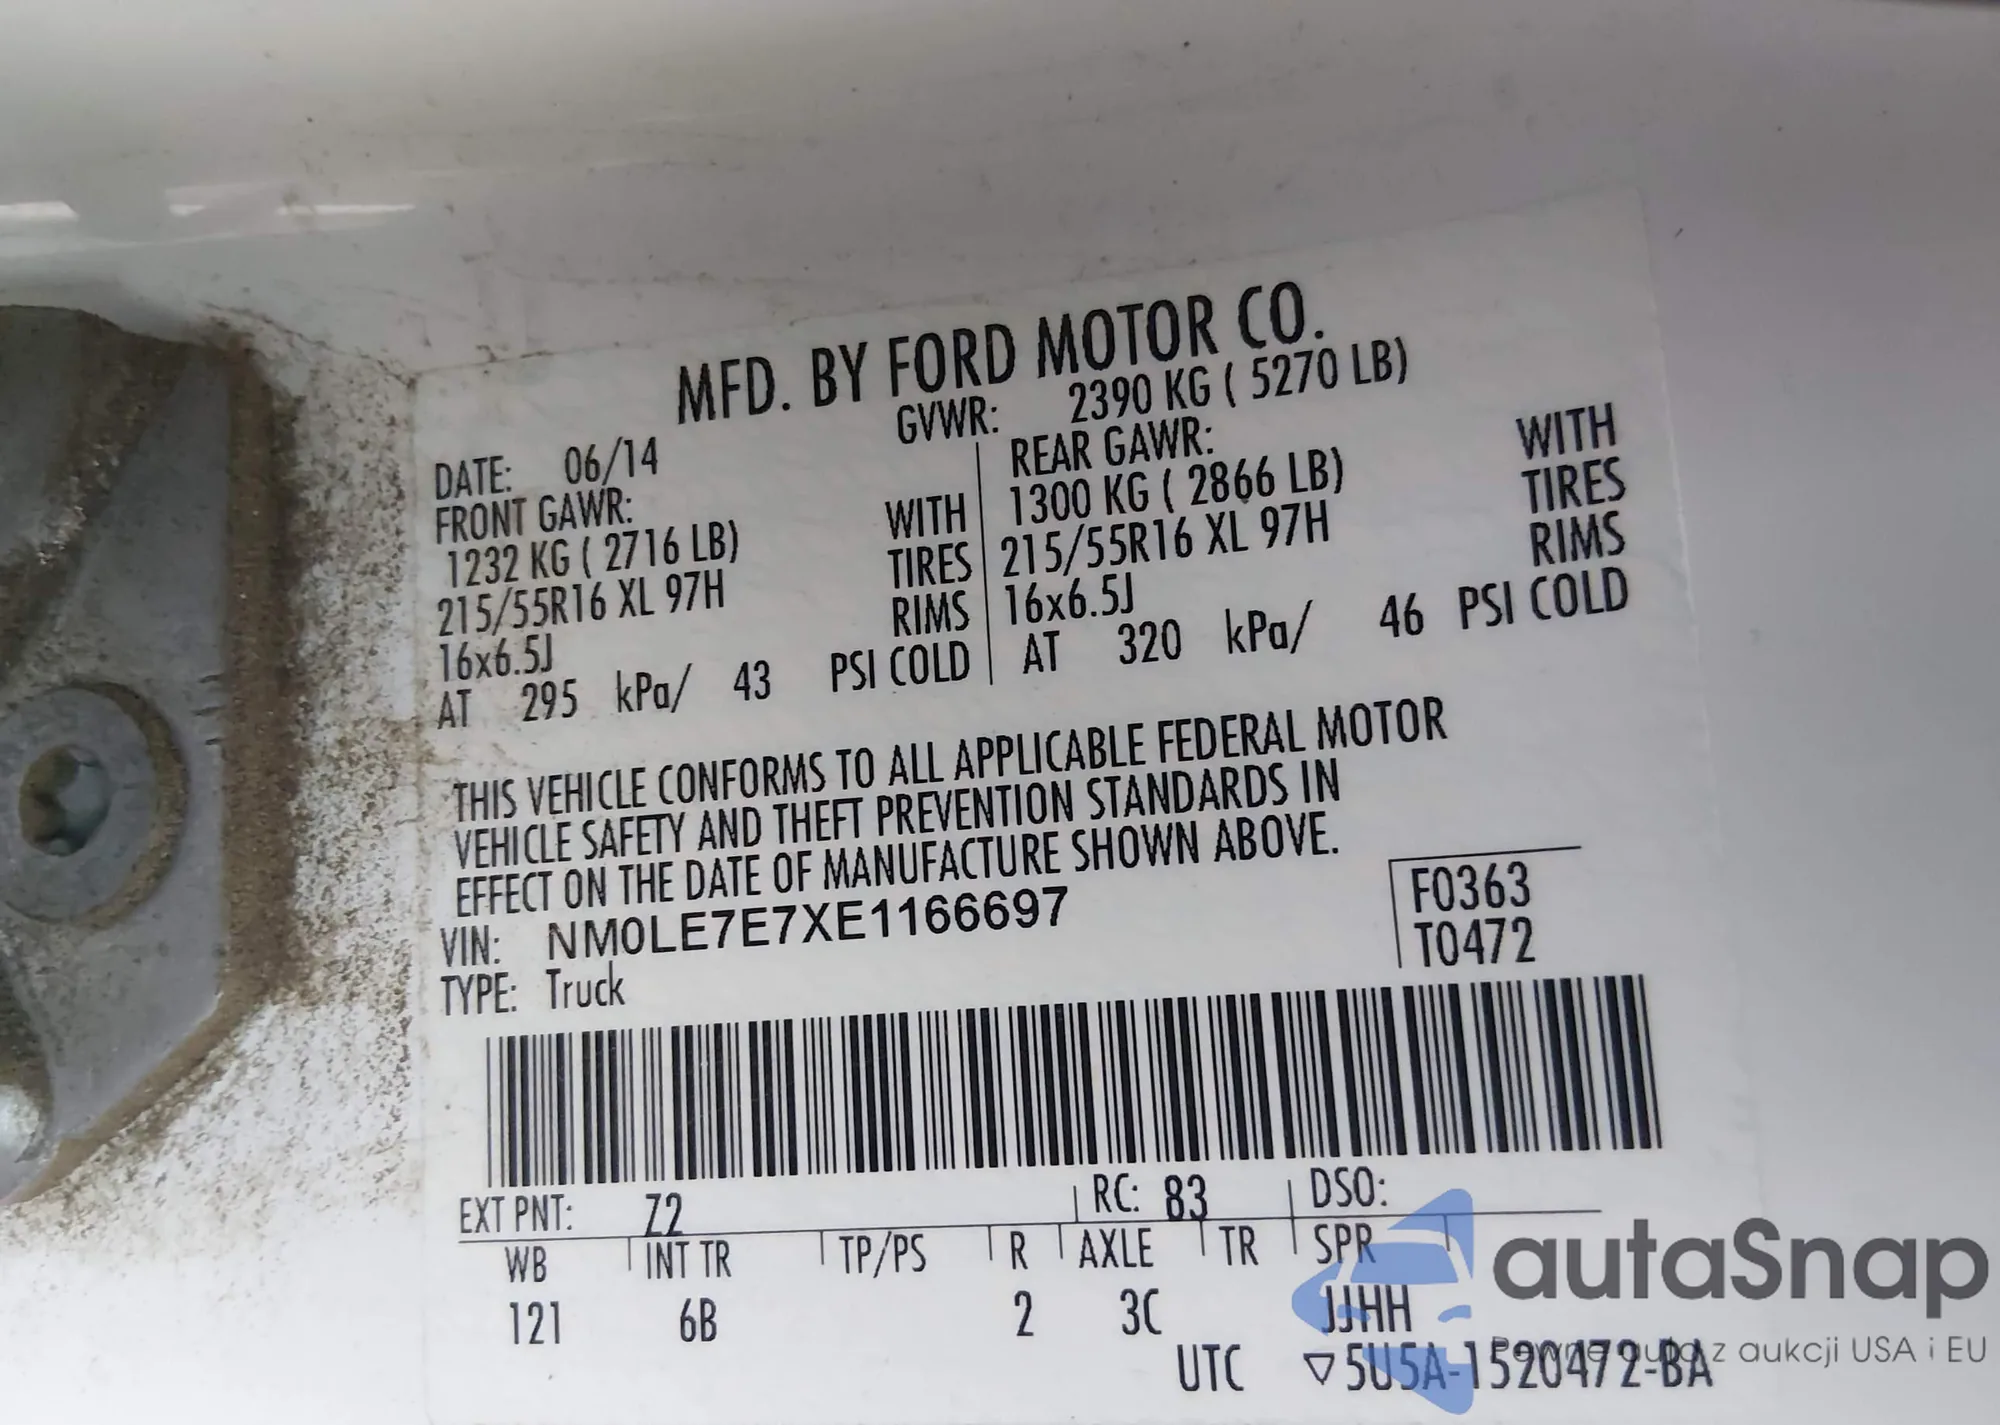 MFD. BY FORD MOTOR CO.
DATE: 06/14 GVWR: 2390 KG ( 5270 LB)
FRONT GAWR: REAR GAWR:
1232 KG ( 2716 LB) WITH 1300 KG ( 2866 LB) WITH
215/55R16 XL 97H TIRES 215/55R16 XL 97H TIRES
16x6.5J RIMS 16x6.5J RIMS
AT 295 kPa/ 43 PSI COLD AT 320 kPa/ 46 PSI COLD
THIS VEHICLE CONFORMS TO ALL APPLICABLE FEDERAL MOTOR
VEHICLE SAFETY AND THEFT PREVENTION STANDARDS IN
EFFECT ON THE DATE OF MANUFACTURE SHOWN ABOVE.
VIN: NM0LE7E7XE1166697
TYPE: Truck
F0363
T0472
EXT PNT: Z2 RC: 83 DSO:
WB INT TR TP/PS R AXLE TR SPR
121 6B 2 3C JJHH
UTC ▽5U5A-1520472-BA
autaSnap
Pewne auta z aukcji USA i EU